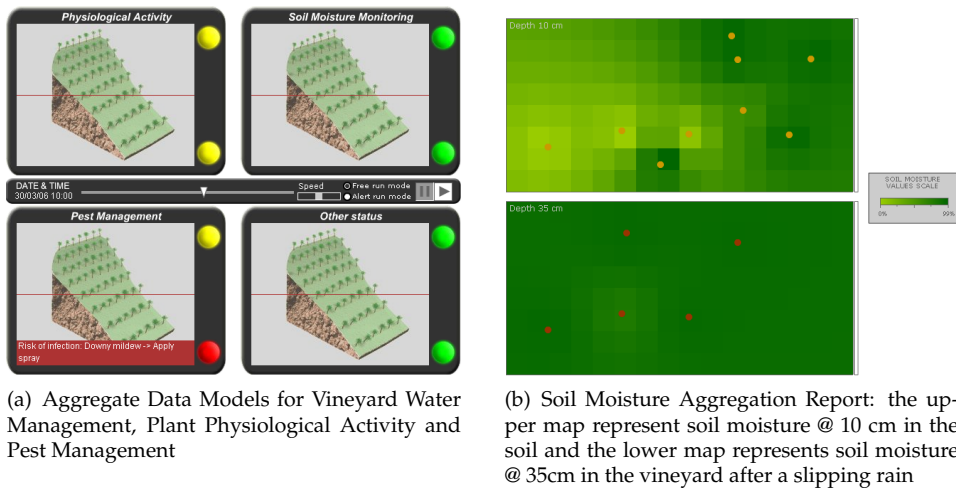 Physiological Activity
Soil Moisture Monitoring
DATE & TIME
30/03/06 10:00
Speed
Free run mode
Alert run mode
Pest Management
Other status
Risk of infection: Downy mildew -> Apply
spray
(a) Aggregate Data Models for Vineyard Water
Management, Plant Physiological Activity and
Pest Management
Depth 10 cm
SOIL MOISTURE
VALUES SCALE
0%
99%
Depth 35 cm
(b) Soil Moisture Aggregation Report: the up-
per map represent soil moisture @ 10 cm in the
soil and the lower map represents soil moisture
@ 35cm in the vineyard after a slipping rain